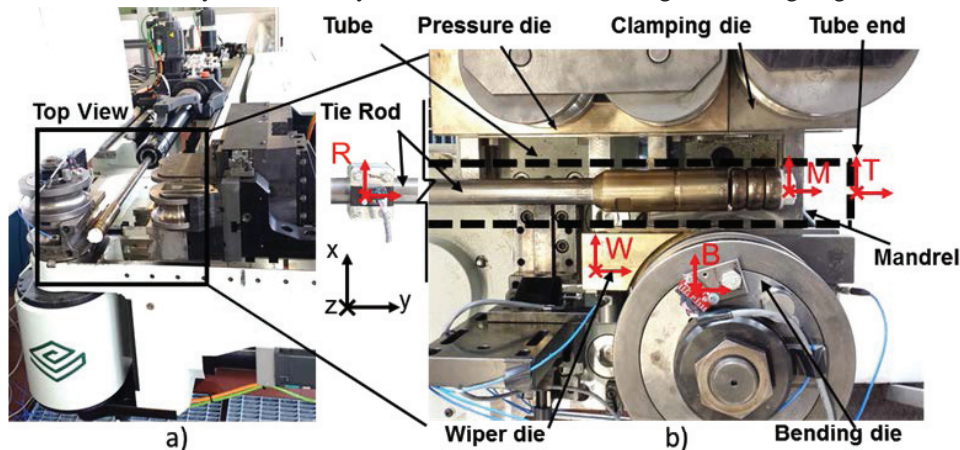 Tube
Pressure die
Clamping die
Tube end
Top View
Tie Rod
R
M
T
x
W
B
Mandrel
z
y
Wiper die
Bending die
a)
b)